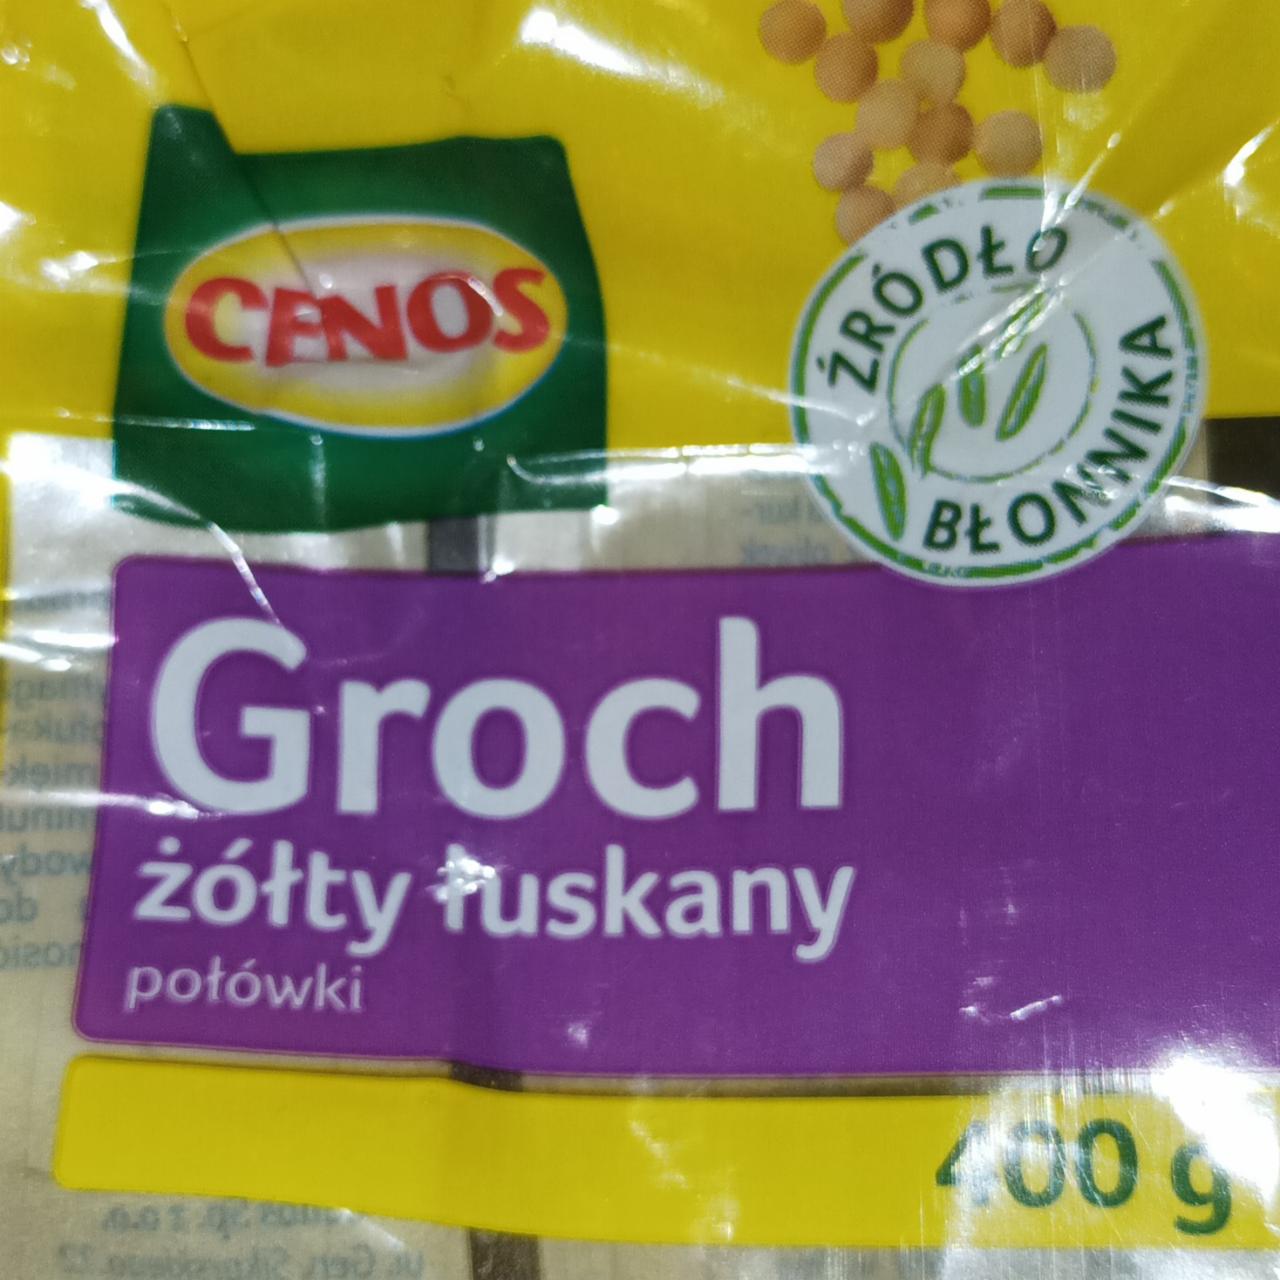 CENOS
ŹRÓDŁO
BŁONNIKA
Groch
żółty łuskany
połówki
400 g